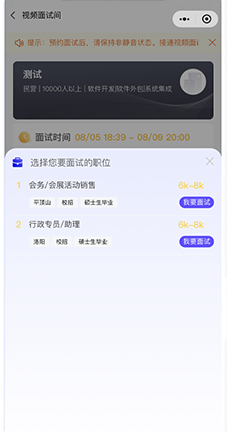 视频面试间
提示：预约面试后，请保持非静音状态，接通视频面试
测试
民营 | 10000人以上 | 软件开发|软件外包|系统集成
面试时间 08/05 18:39 - 08/09 20:00
选择您要面试的职位
1 会务/会展活动销售 6k-8k
平顶山 校招 硕士生毕业 我要面试
2 行政专员/助理 6k-8k
洛阳 校招 硕士生毕业 我要面试